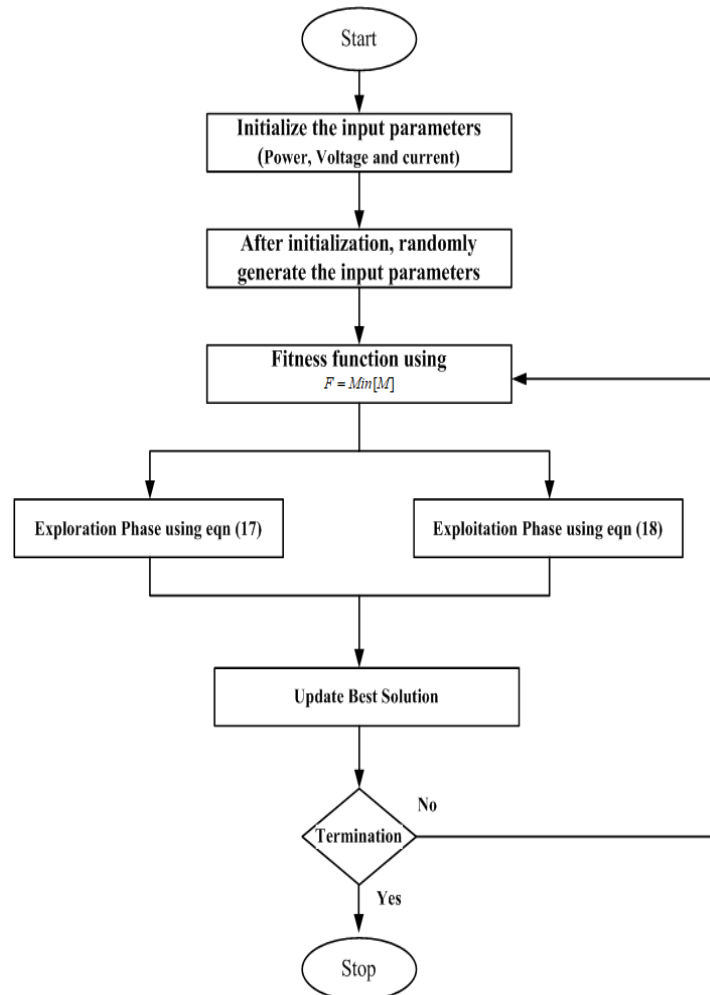 Start
Initialize the input parameters
(Power, Voltage and current)
After initialization, randomly
generate the input parameters
Fitness function using
F = Min[M]
Exploration Phase using eqn (17)
Exploitation Phase using eqn (18)
Update Best Solution
No
Termination
Yes
Stop